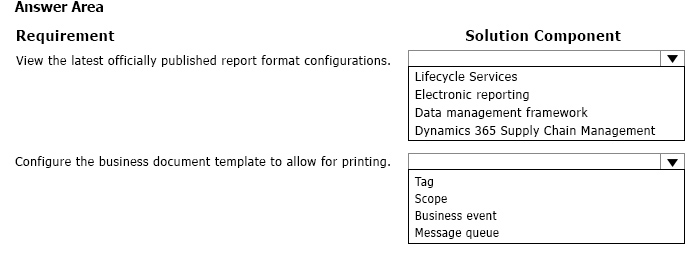 Answer Area
Requirement Solution Component
View the latest officially published report format configurations.
Lifecycle Services
Electronic reporting
Data management framework
Dynamics 365 Supply Chain Management
Configure the business document template to allow for printing.
Tag
Scope
Business event
Message queue